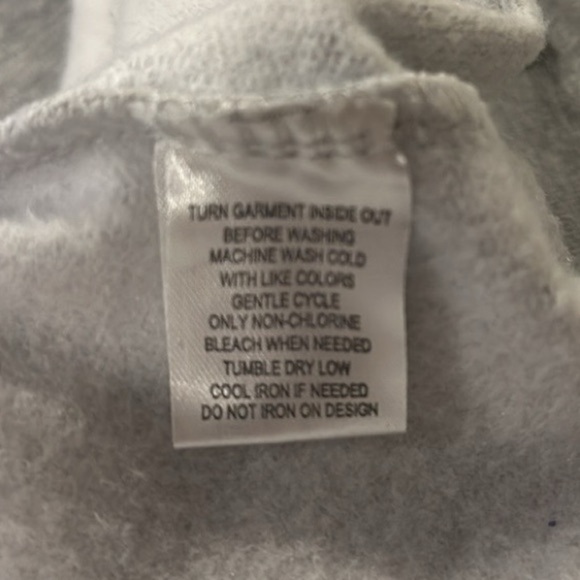 TURN GARMENT INSIDE OUT
BEFORE WASHING
MACHINE WASH COLD
WITH LIKE COLORS
GENTLE CYCLE
ONLY NON-CHLORINE
BLEACH WHEN NEEDED
TUMBLE DRY LOW
COOL IRON IF NEEDED
DO NOT IRON ON DESIGN